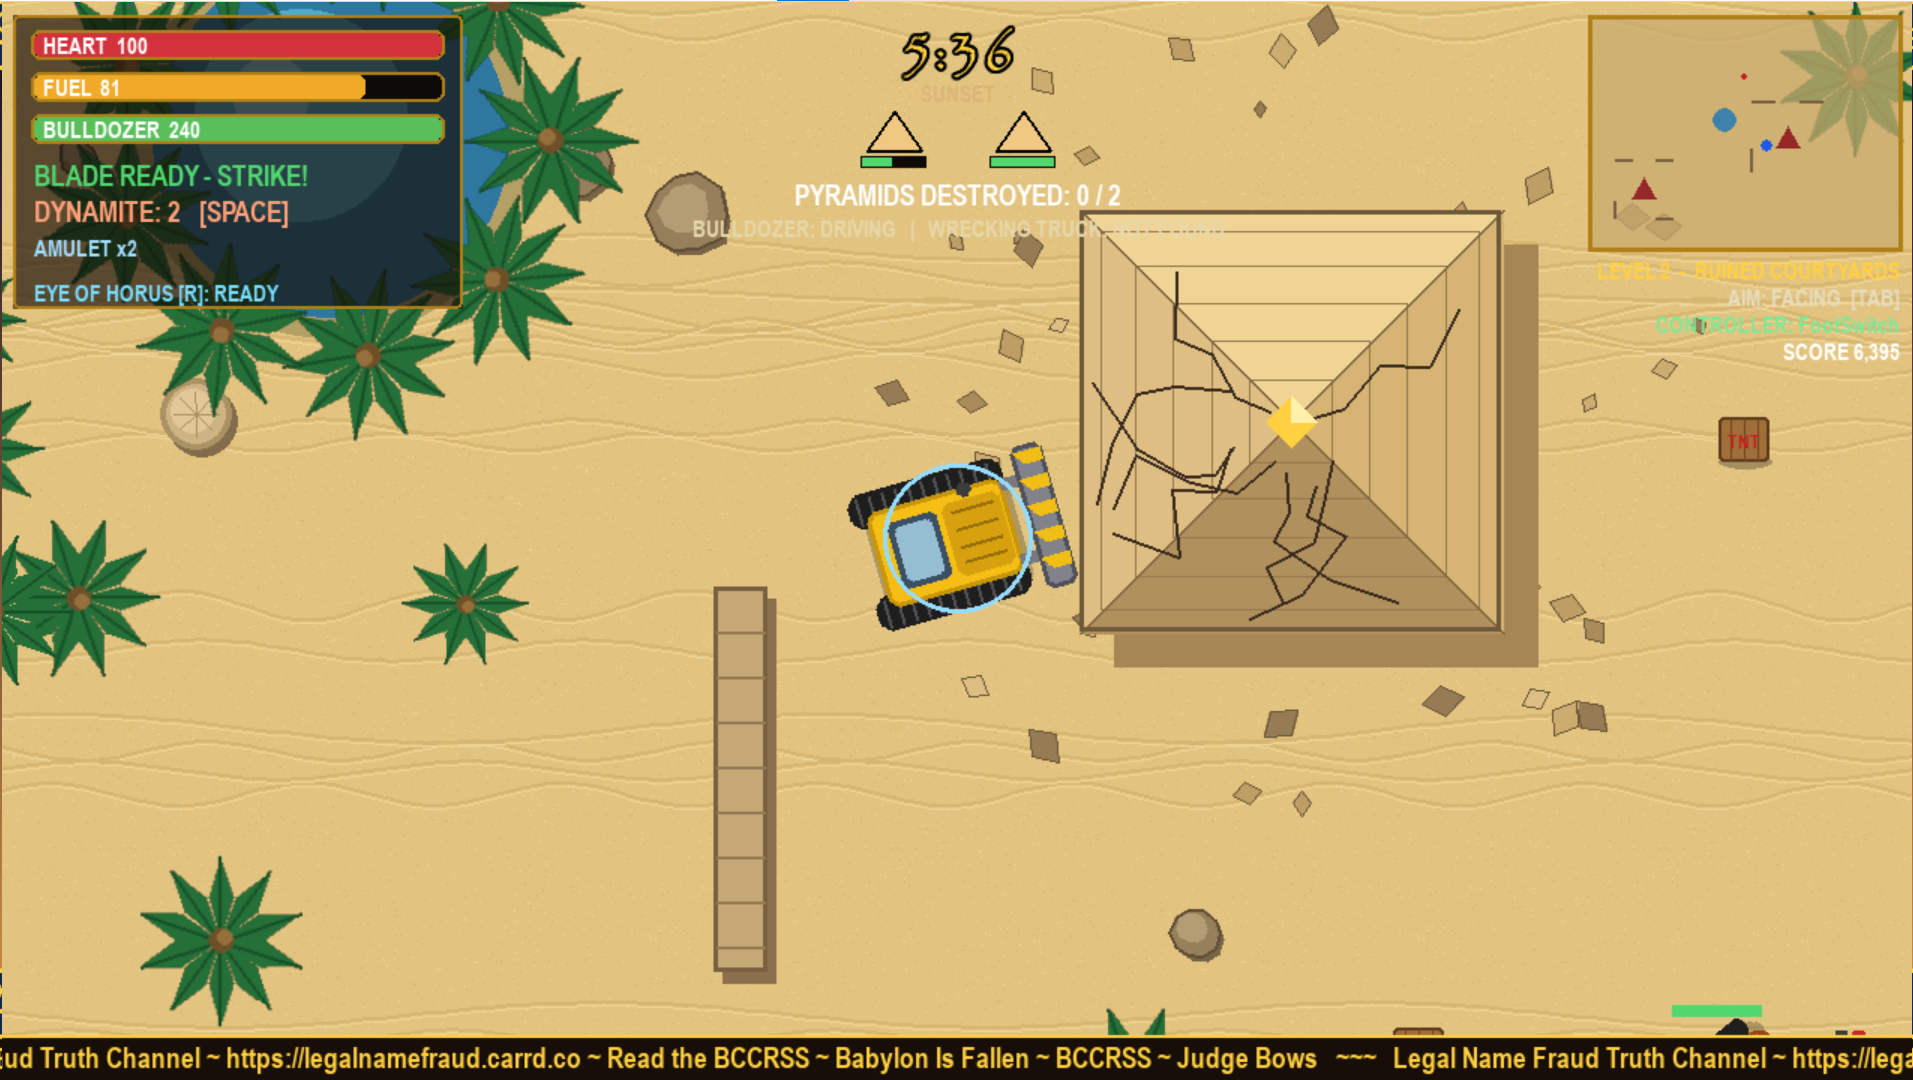 HEART 100
FUEL 81
BULLDOZER 240
BLADE READY - STRIKE!
DYNAMITE: 2 [SPACE]
AMULET x2
EYE OF HORUS [R]: READY
5:36
SUNSET
PYRAMIDS DESTROYED: 0 / 2
BULLDOZER: DRIVING | WRECKING TRUCK: NOT FOUND
LEVEL 2 - RUINED COURTYARDS
AIM: FACING [TAB]
CONTROLLER: FootSwitch
SCORE 6,395
TNT
ud Truth Channel ~ https://legalnamefraud.carrd.co ~ Read the BCCRSS ~ Babylon Is Fallen ~ BCCRSS ~ Judge Bows ~~~ Legal Name Fraud Truth Channel ~ https://lega